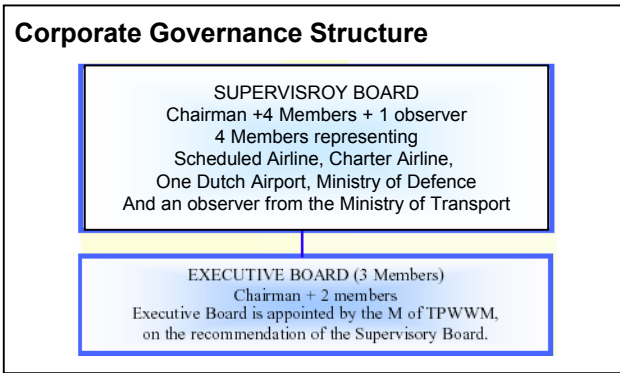 Corporate Governance Structure
SUPERVISROY BOARD
Chairman +4 Members + 1 observer
4 Members representing
Scheduled Airline, Charter Airline,
One Dutch Airport, Ministry of Defence
And an observer from the Ministry of Transport
EXECUTIVE BOARD (3 Members)
Chairman + 2 members
Executive Board is appointed by the M of TPWWM,
on the recommendation of the Supervisory Board.